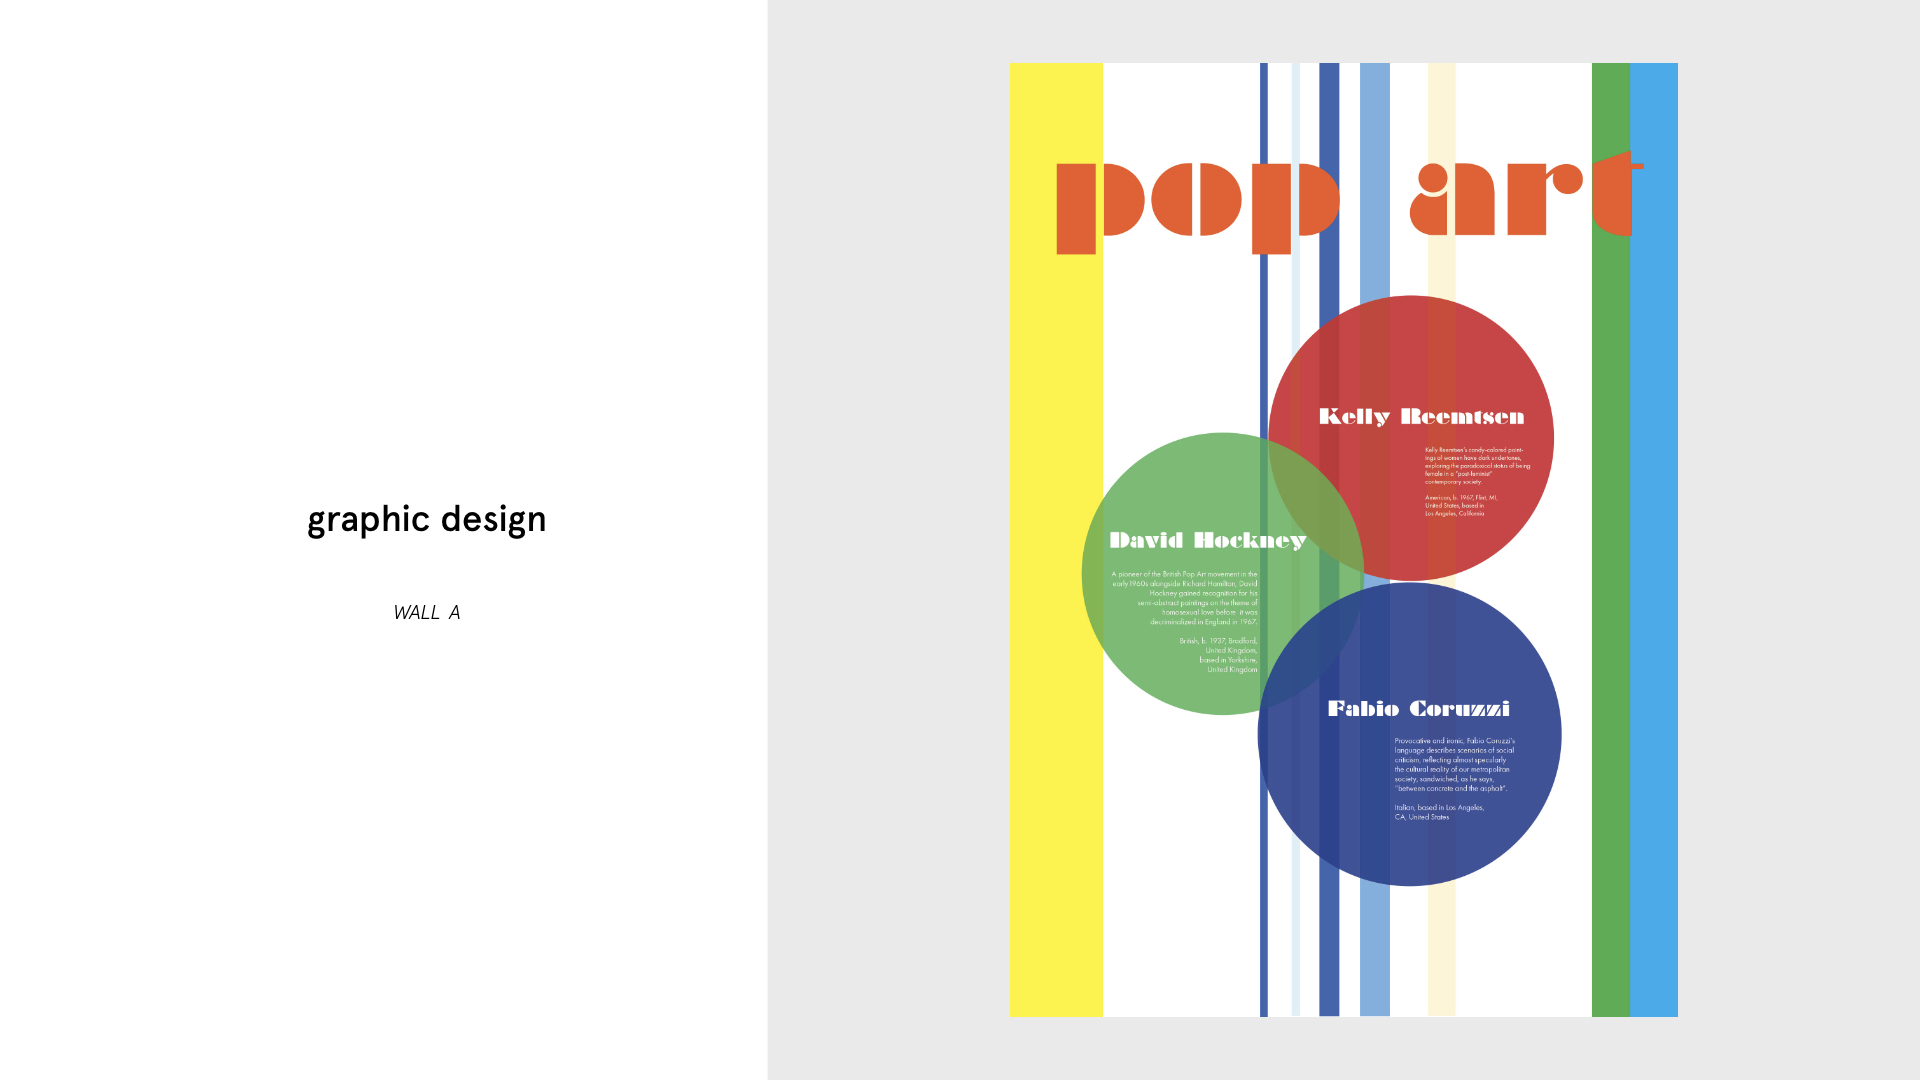 graphic design
WALL A
pop art
Kelly Reemtsen
Kelly Reemtsen's candy-colored paint-
ings of women have dark undertones,
exploring the paradoxical status of being
female in a "post-feminist"
contemporary society.
American, b. 1967, Flint, MI,
United States, based in
Los Angeles, California
David Hockney
A pioneer of the British Pop Art movement in the
early 1960s alongside Richard Hamilton, David
Hockney gained recognition for his
semi-abstract paintings on the theme of
homosexual love before it was
decriminalized in England in 1967.
British, b. 1937, Bradford,
United Kingdom,
based in Yorkshire,
United Kingdom
Fabio Coruzzi
Provocative and ironic, Fabio Coruzzi's
language describes scenarios of social
criticism, reflecting almost specularly
the cultural reality of our metropolitan
society, sandwiched, as he says,
"between concrete and the asphalt".
Italian, based in Los Angeles,
CA, United States